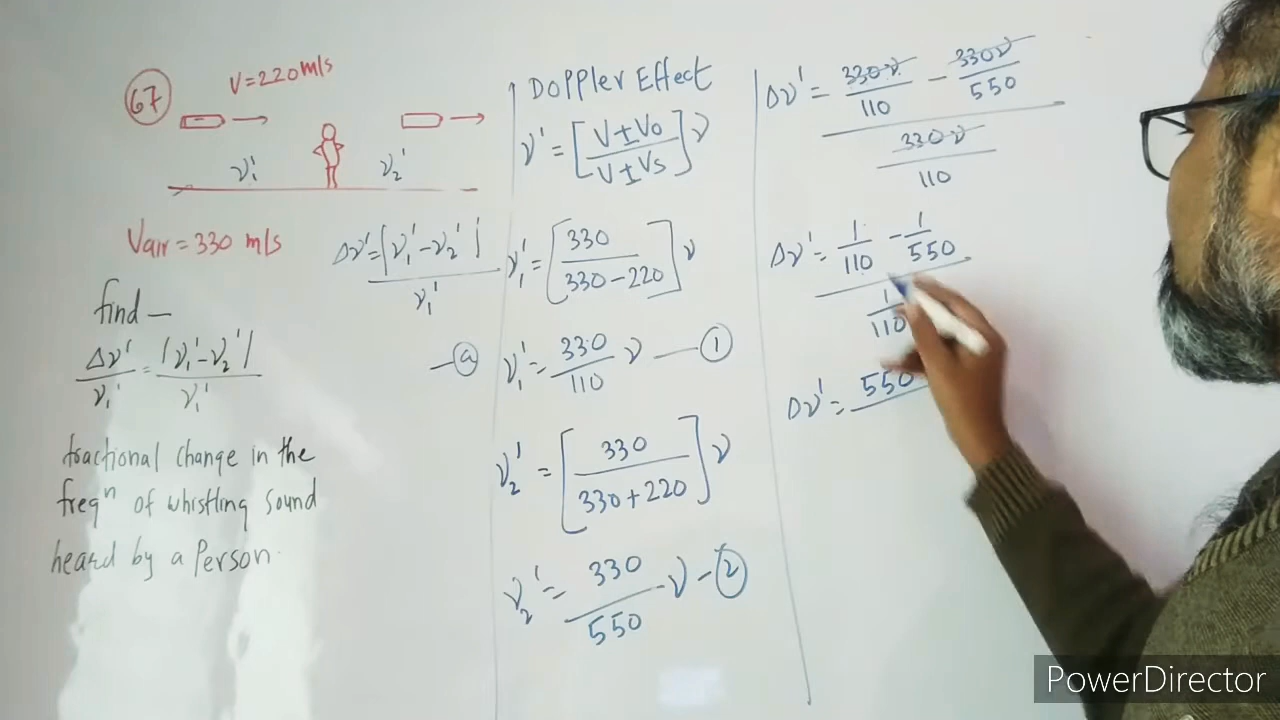 67
V=220m/s
ν₁'
ν₂'
Vair = 330 m/s
find —
Δν'/ν₁' = |ν₁'-ν₂'|/ν₁'
fractional change in the
freqⁿ of whistling sound
heard by a Person.
Δν'=|ν₁'-ν₂'|/ν₁'
—ⓐ
Doppler Effect
ν' = [V±Vo/V±Vs]ν
ν₁' = [330/330-220]ν
ν₁' = 330/110 ν —①
ν₂' = [330/330+220]ν
ν₂' = 330/550 ν -②
Δν' = 330ν/110 - 330ν/550
330ν/110
Δν' = 1/110 - 1/550
1/110
Δν' = 550
PowerDirector